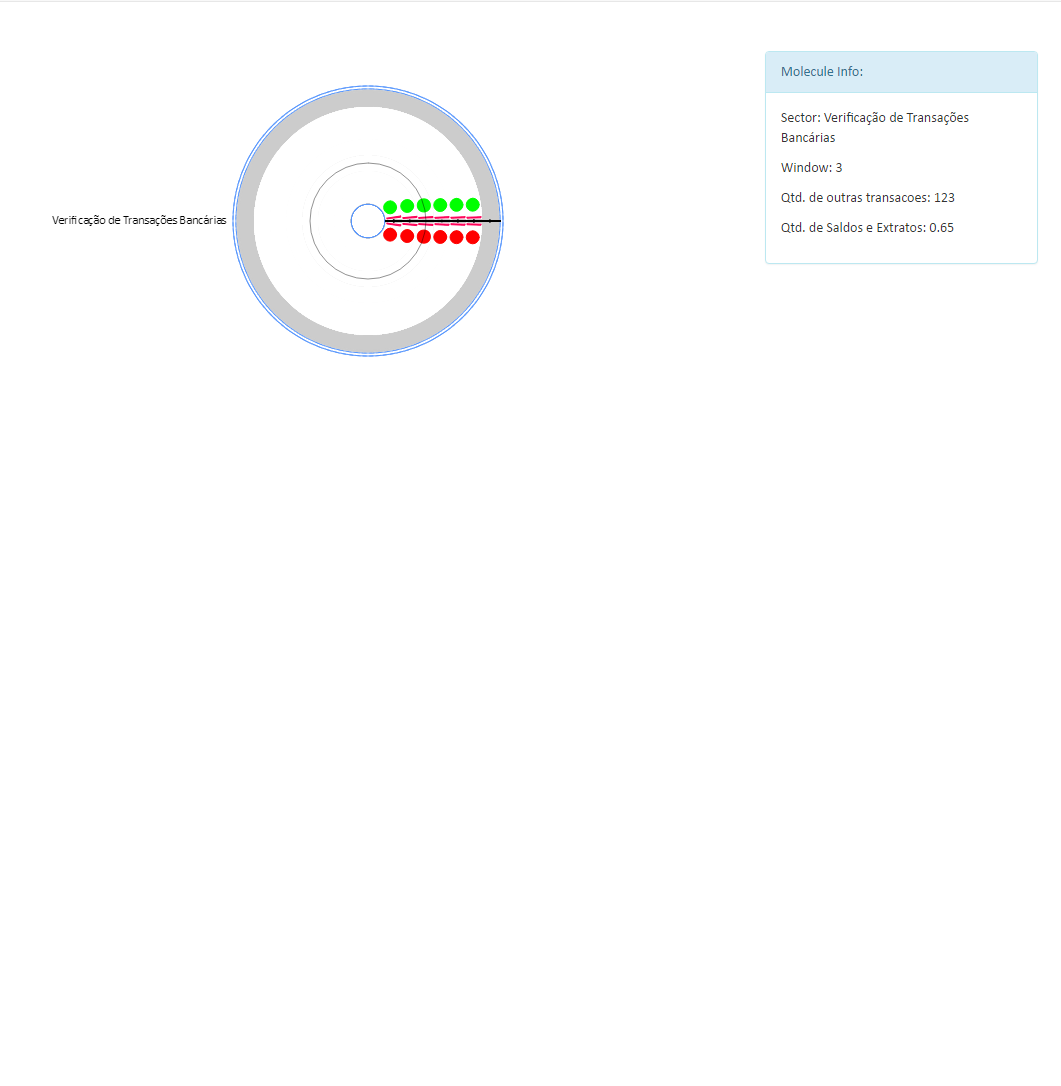 Molecule Info:
Sector: Verificação de Transações
Bancárias
Window: 3
Qtd. de outras transacoes: 123
Qtd. de Saldos e Extratos: 0.65
Verificação de Transações Bancárias